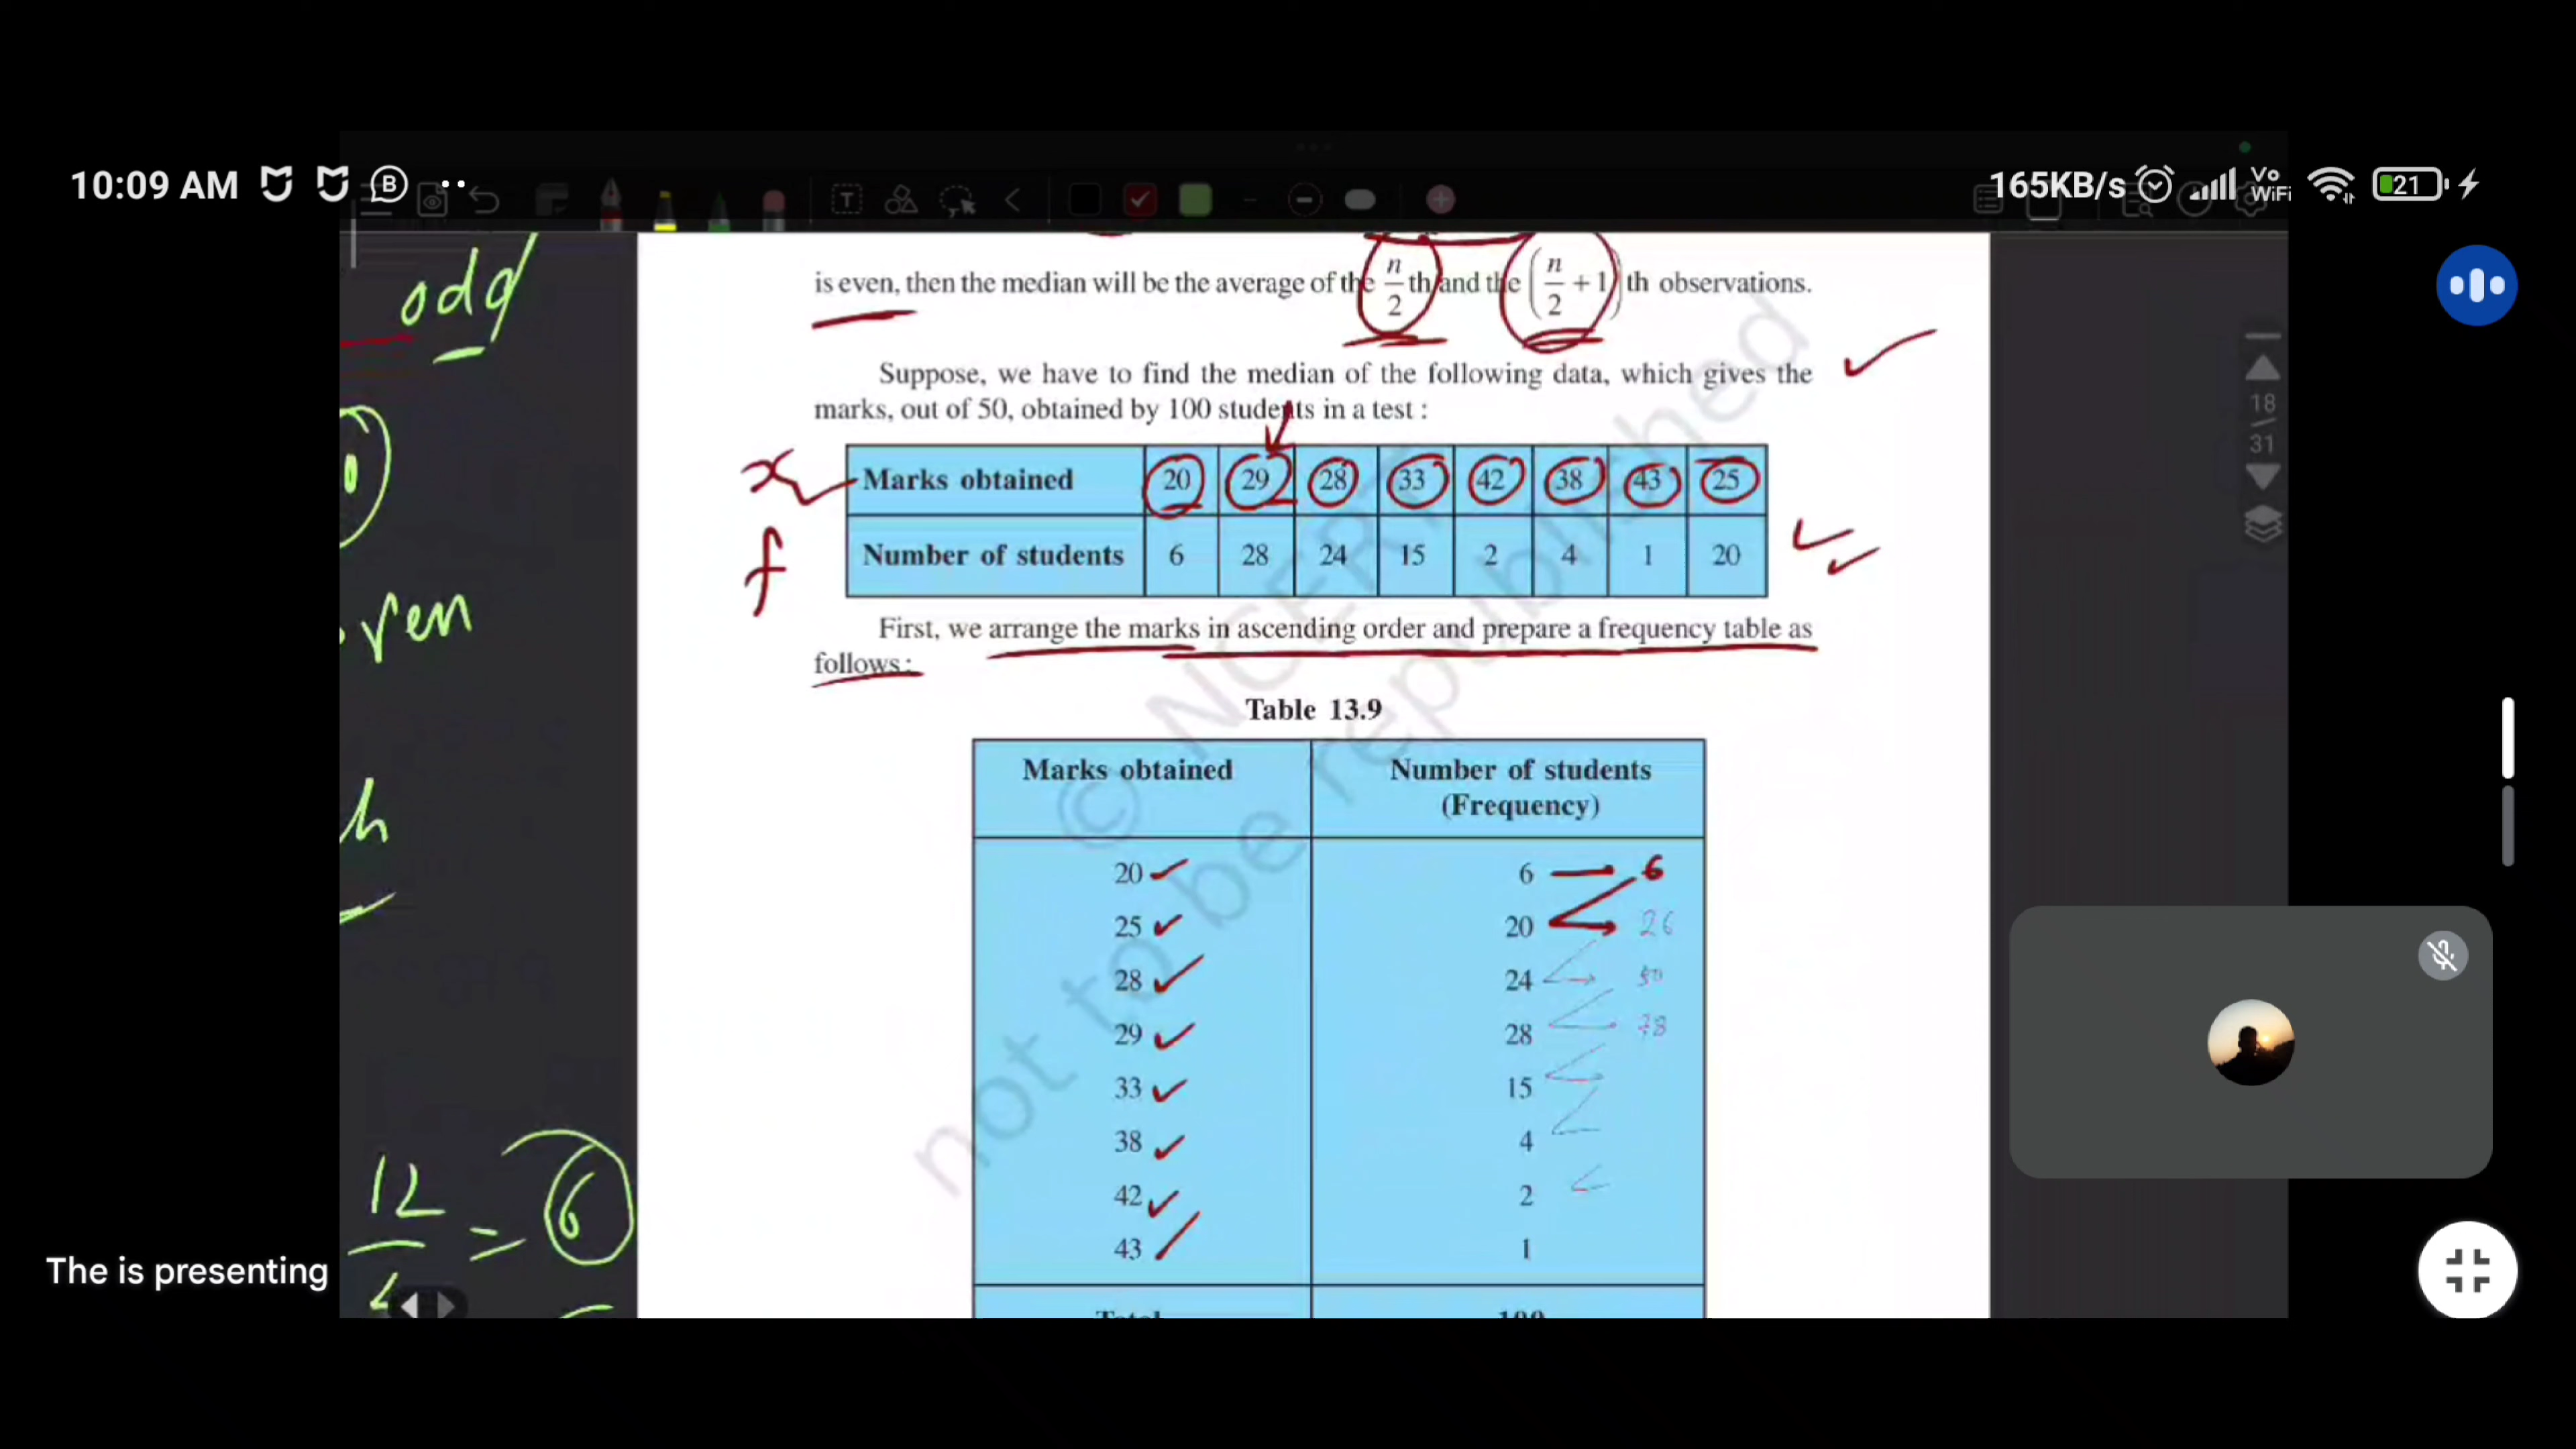 10:09 AM
165KB/s Vo WiFi 21
odd
is even, then the median will be the average of the n/2 th and the (n/2 + 1) th observations.
Suppose, we have to find the median of the following data, which gives the
marks, out of 50, obtained by 100 students in a test :
x Marks obtained 20 29 28 33 42 38 43 25
f Number of students 6 28 24 15 2 4 1 20
First, we arrange the marks in ascending order and prepare a frequency table as
follows:
Table 13.9
Marks obtained Number of students
(Frequency)
20 6 6
25 20 26
28 24 50
29 28 78
33 15
38 4
42 2
43 1
12 = 6
18
31
© NCERT
not to be republished
The is presenting